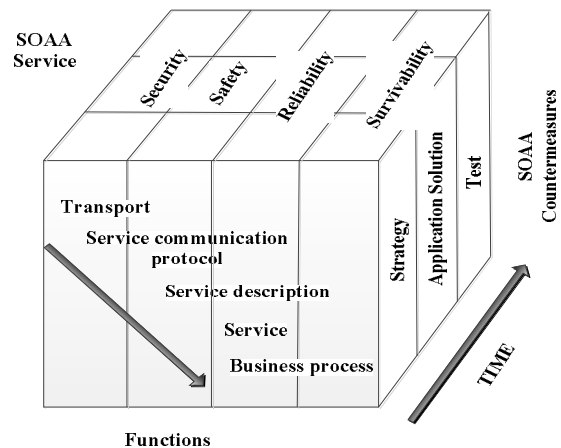 SOAA
Service
Security
Safety
Reliability
Survivability
Transport
Service communication
protocol
Service description
Service
Business process
Strategy
Application Solution
Test
SOAA
Countermeasures
TIME
Functions